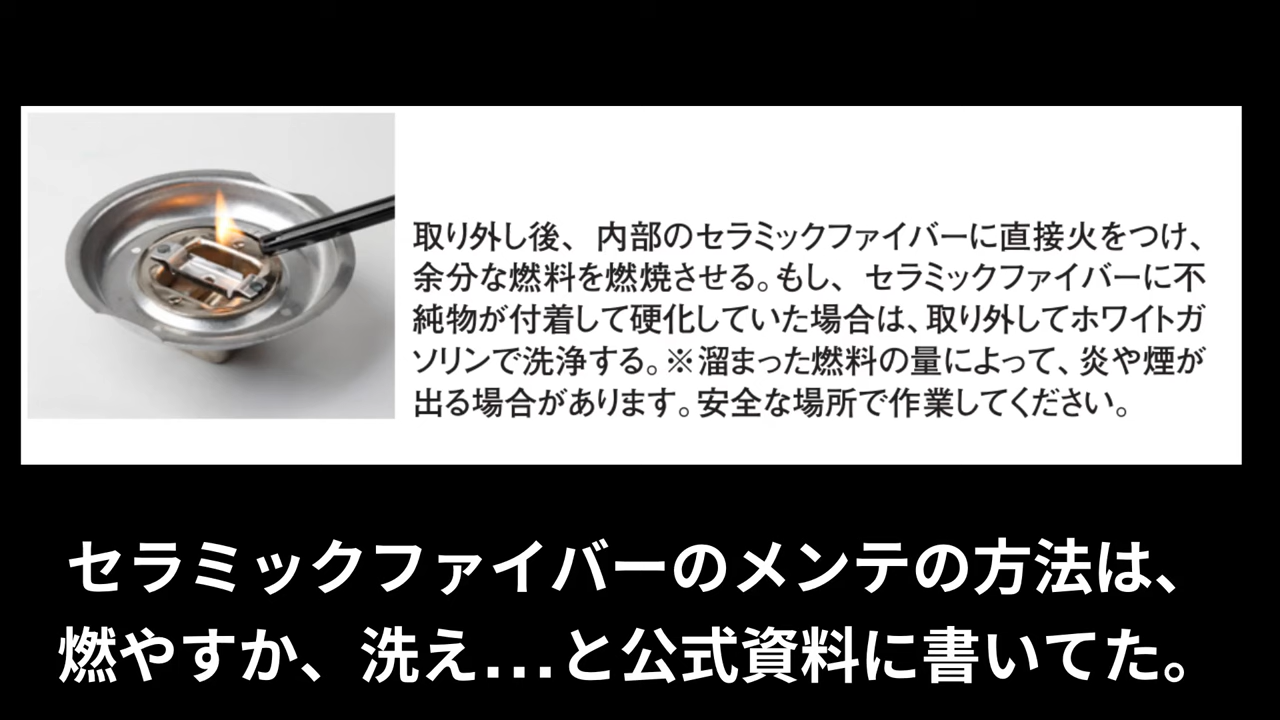 取り外し後、内部のセラミックファイバーに直接火をつけ、
余分な燃料を燃焼させる。もし、セラミックファイバーに不
純物が付着して硬化していた場合は、取り外してホワイトガ
ソリンで洗浄する。※溜まった燃料の量によって、炎や煙が
出る場合があります。安全な場所で作業してください。
セラミックファイバーのメンテの方法は、
燃やすか、洗え...と公式資料に書いてた。